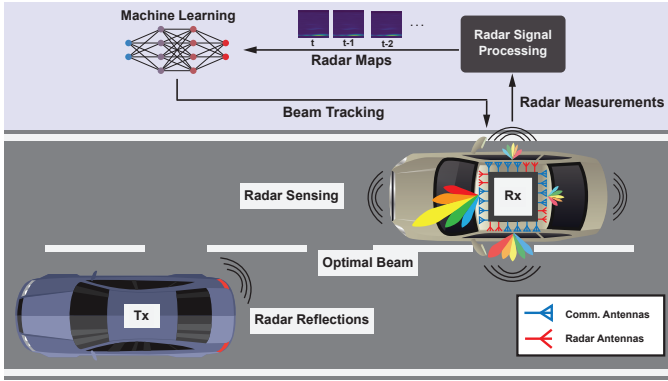 Machine Learning
t
t-1
t-2
...
Radar Signal
Processing
Radar Maps
Radar Measurements
Beam Tracking
Radar Sensing
Rx
Optimal Beam
Tx
Radar Reflections
Comm. Antennas
Radar Antennas